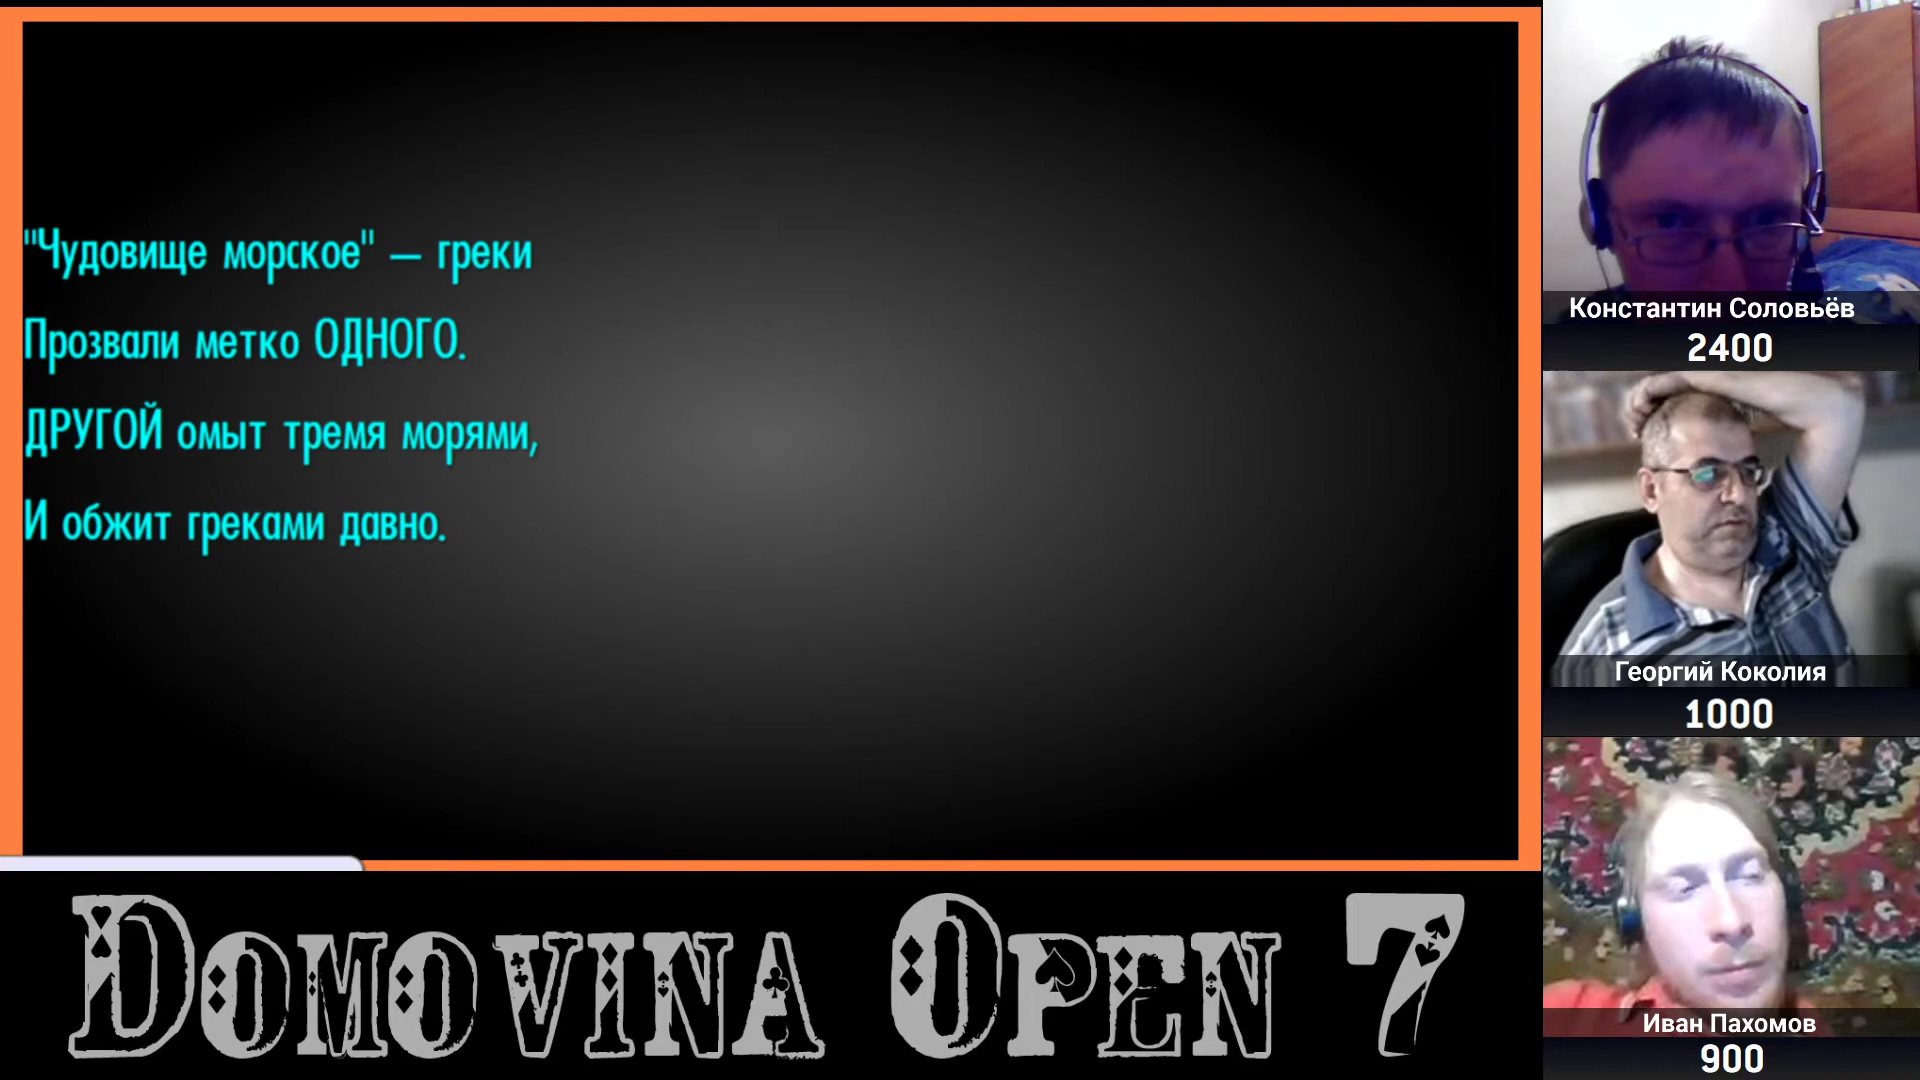 "Чудовище морское" — греки
Прозвали метко ОДНОГО.
ДРУГОЙ омыт тремя морями,
И обжит греками давно.
Константин Соловьёв
2400
Георгий Коколия
1000
Иван Пахомов
900
DOMOVINA OPEN 7